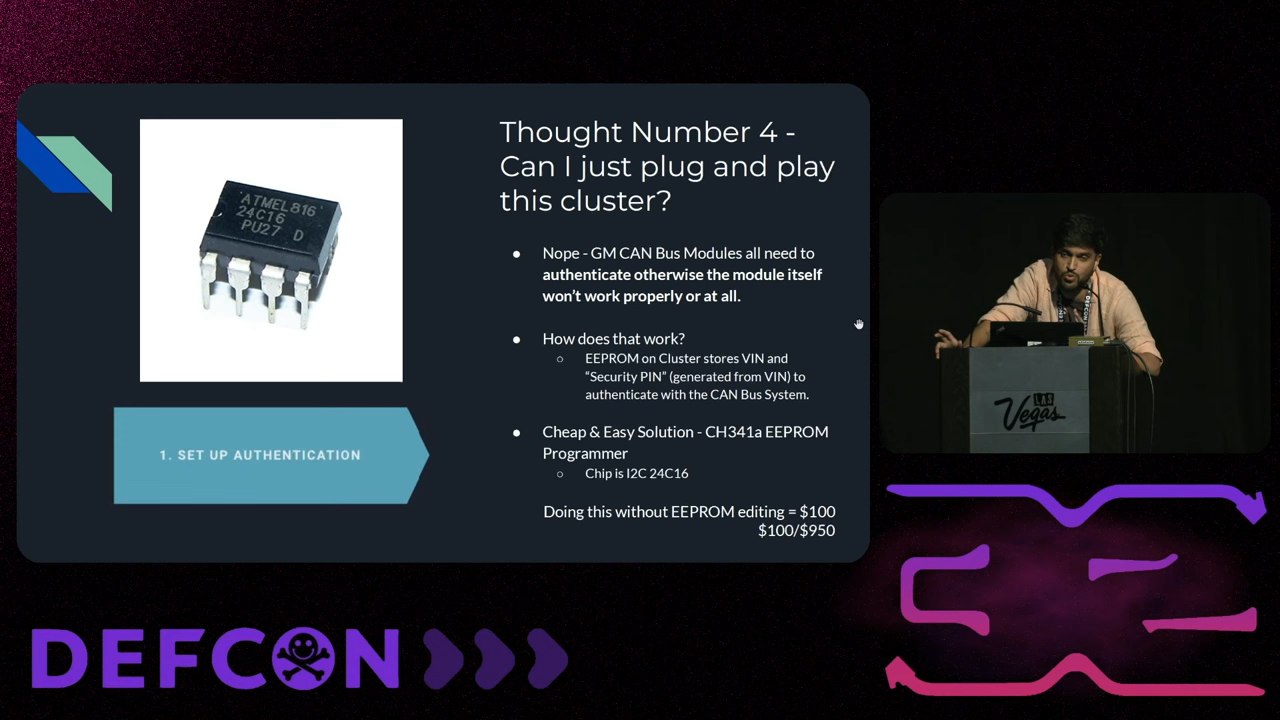 ATMEL816
24C16
PU27 D
1. SET UP AUTHENTICATION
Thought Number 4 -
Can I just plug and play
this cluster?
● Nope - GM CAN Bus Modules all need to
authenticate otherwise the module itself
won't work properly or at all.
● How does that work?
○ EEPROM on Cluster stores VIN and
"Security PIN" (generated from VIN) to
authenticate with the CAN Bus System.
● Cheap & Easy Solution - CH341a EEPROM
Programmer
○ Chip is I2C 24C16
Doing this without EEPROM editing = $100
$100/$950
DEFCON
LAS
Vegas
DEFCON